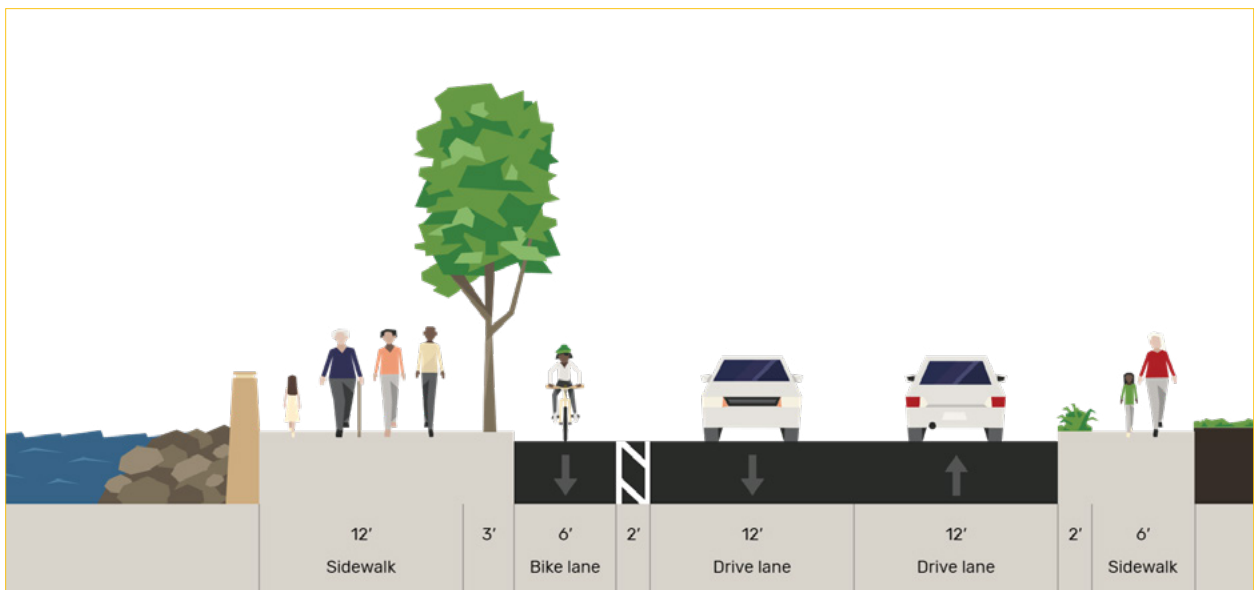 12’ 3’ 6’ 2’ 12’ 12’ 2’ 6’
Sidewalk Bike lane Drive lane Drive lane Sidewalk